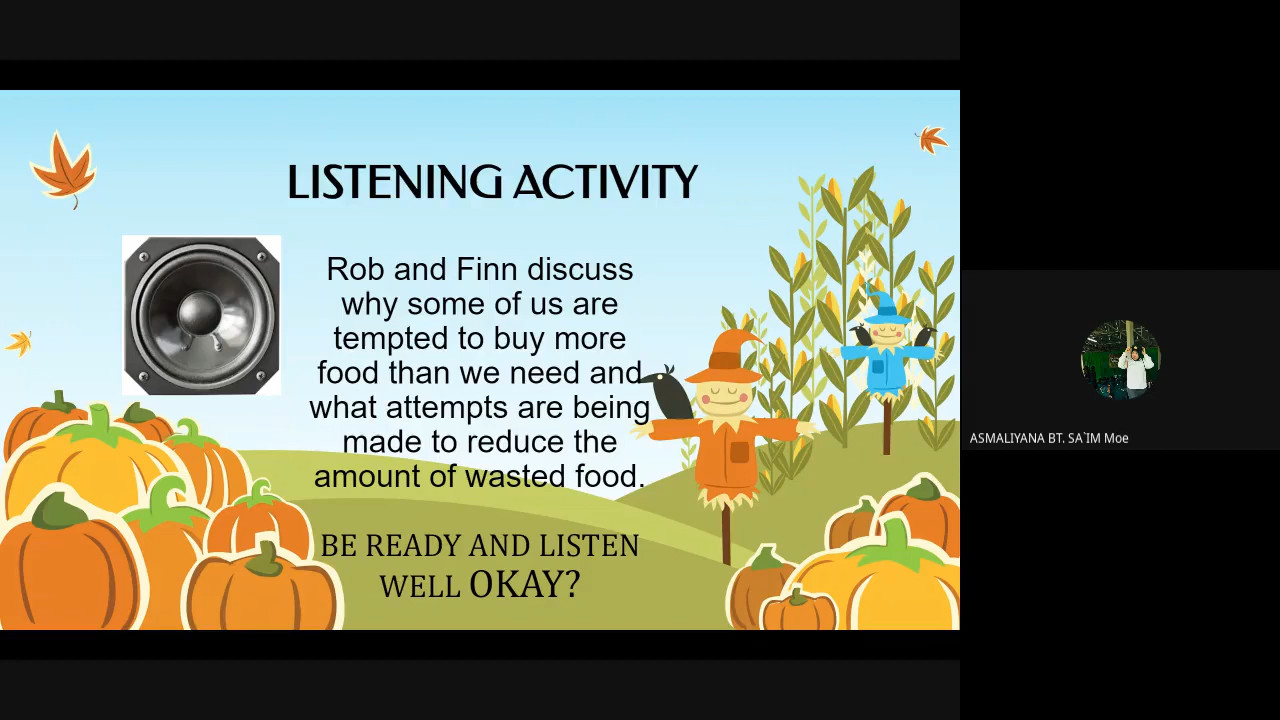 LISTENING ACTIVITY
Rob and Finn discuss
why some of us are
tempted to buy more
food than we need and
what attempts are being
made to reduce the
amount of wasted food.
BE READY AND LISTEN
WELL OKAY?
ASMALIYANA BT. SA`IM Moe